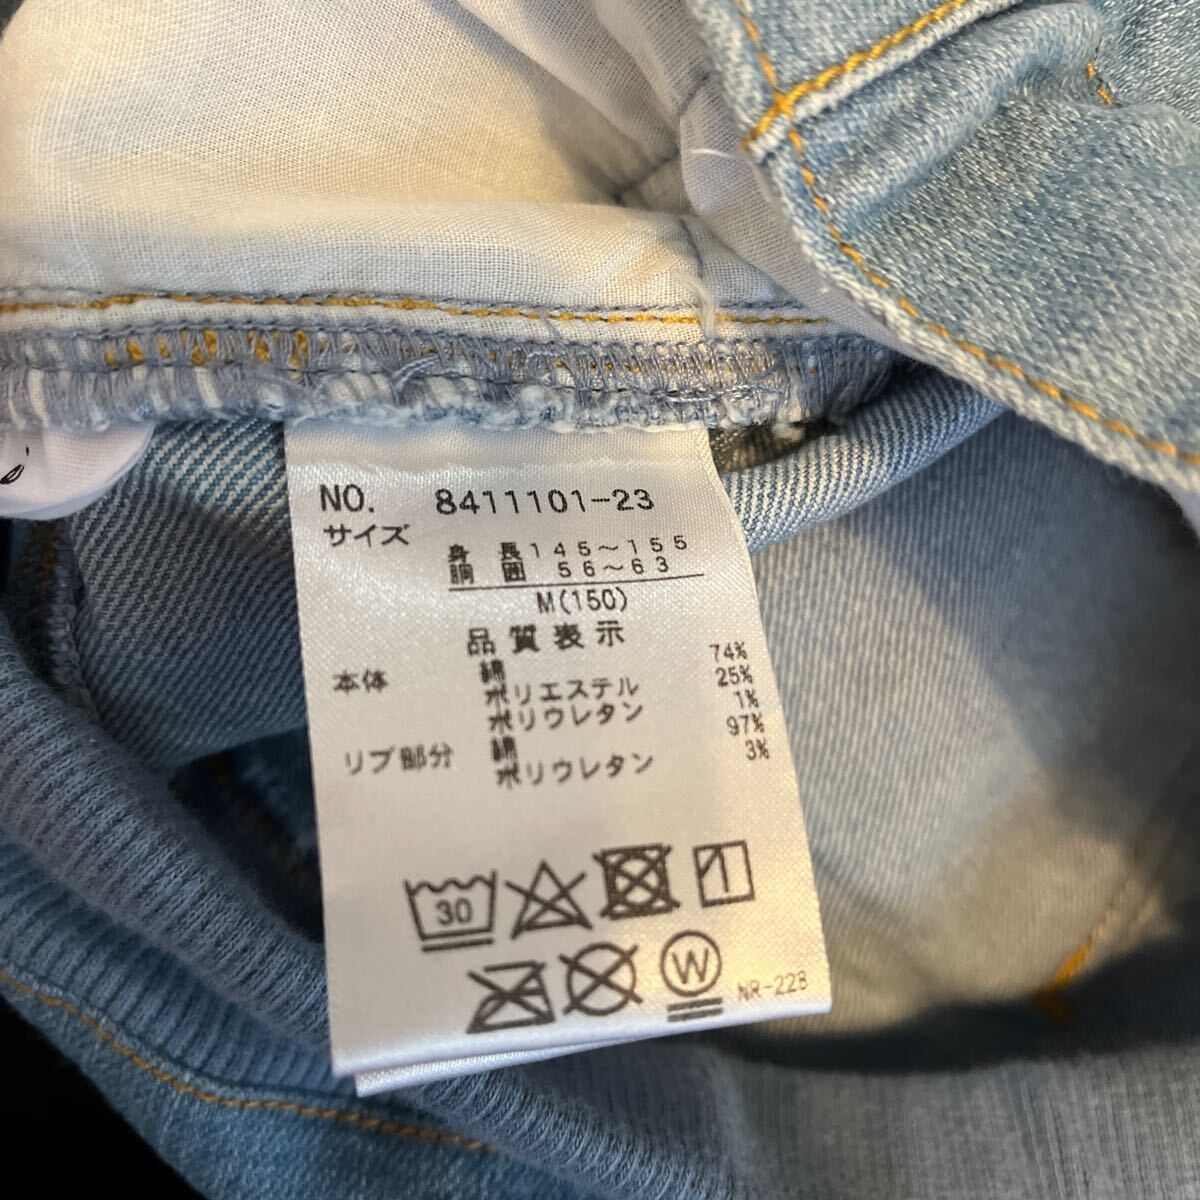 NO. 8411101-23
サイズ
身長145～155
胴囲 56～63
M(150)
品質表示
本体 綿 74%
ポリエステル 25%
ポリウレタン 1%
リブ部分 綿 97%
ポリウレタン 3%
30
W
NR-228